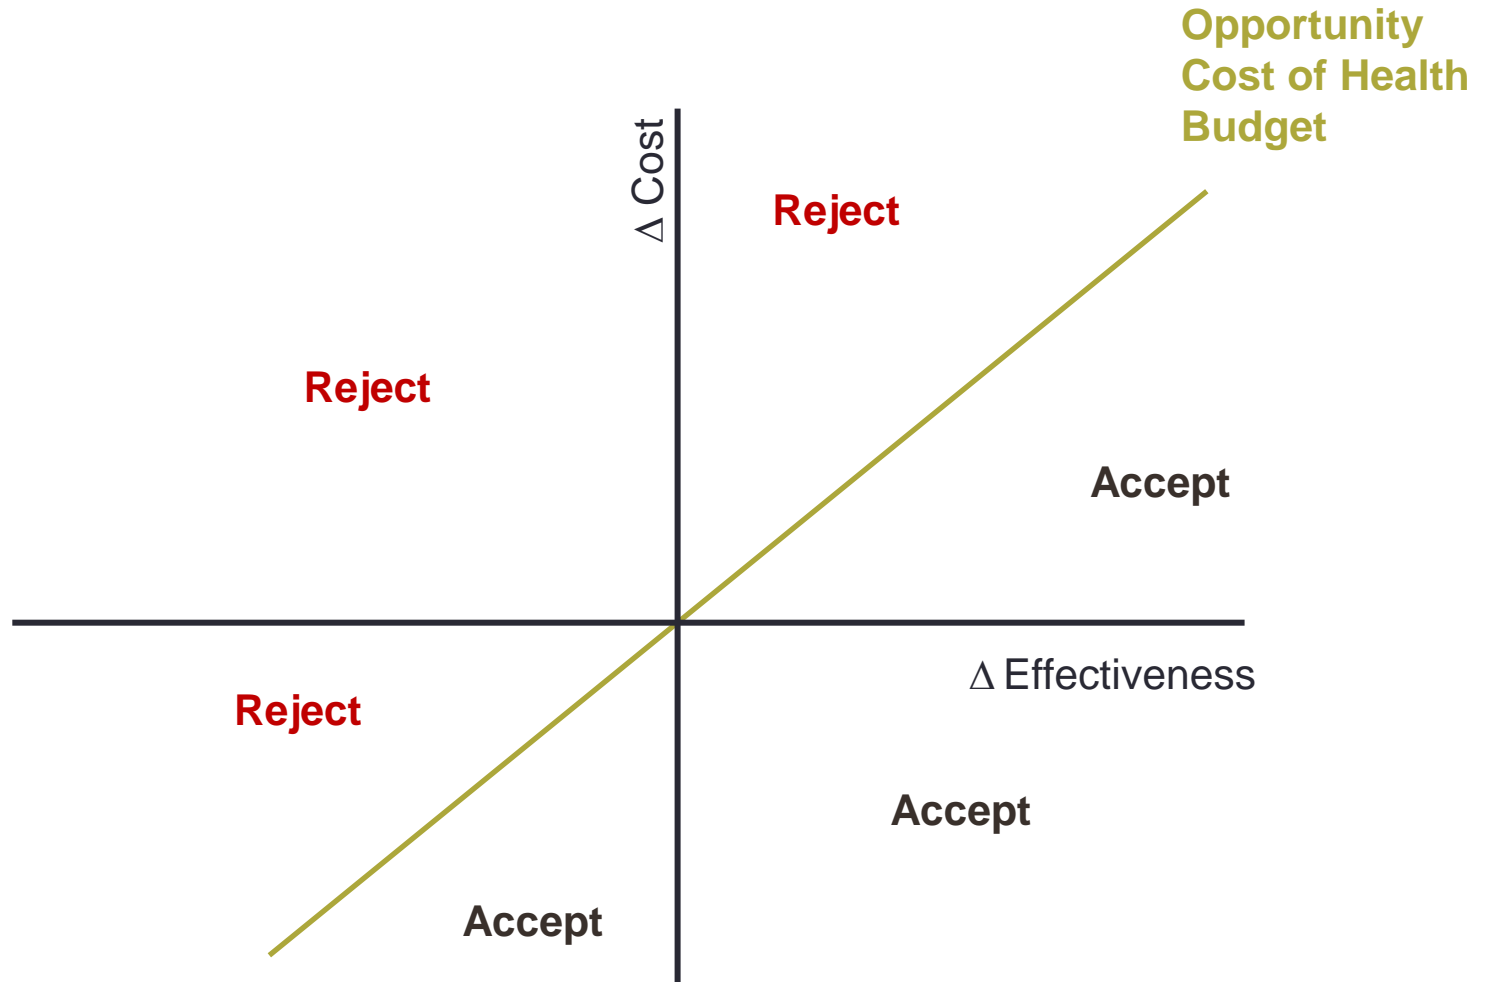 Opportunity
Cost of Health
Budget
Δ Cost
Reject
Reject
Accept
Δ Effectiveness
Reject
Accept
Accept